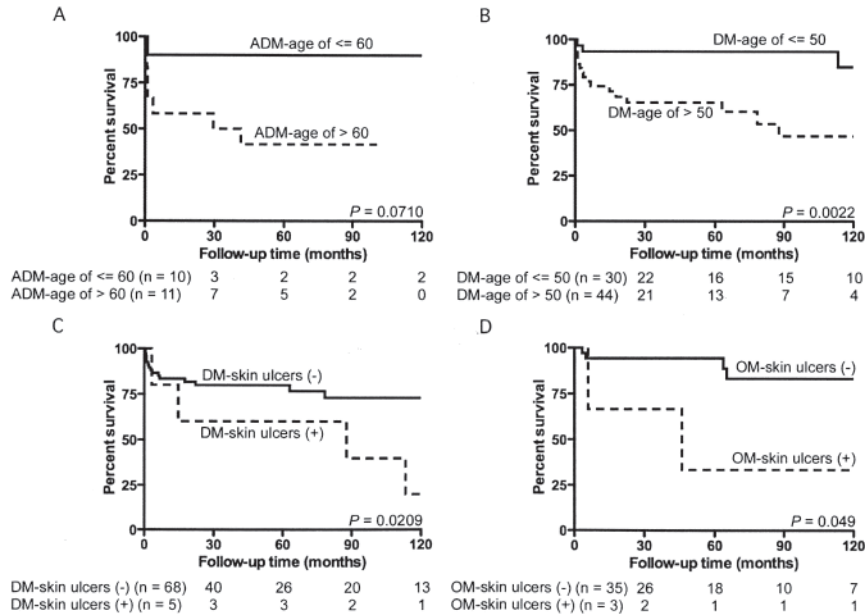 A
100
75
50
25
0
Percent survival
ADM-age of <= 60
ADM-age of > 60
P = 0.0710
0 30 60 90 120
Follow-up time (months)
ADM-age of <= 60 (n = 10) 3 2 2 2
ADM-age of > 60 (n = 11) 7 5 2 0
B
100
75
50
25
0
Percent survival
DM-age of <= 50
DM-age of > 50
P = 0.0022
0 30 60 90 120
Follow-up time (months)
DM-age of <= 50 (n = 30) 22 16 15 10
DM-age of > 50 (n = 44) 21 13 7 4
C
100
75
50
25
0
Percent survival
DM-skin ulcers (-)
DM-skin ulcers (+)
P = 0.0209
0 30 60 90 120
Follow-up time (months)
DM-skin ulcers (-) (n = 68) 40 26 20 13
DM-skin ulcers (+) (n = 5) 3 3 2 1
D
100
75
50
25
0
Percent survival
OM-skin ulcers (-)
OM-skin ulcers (+)
P = 0.049
0 30 60 90 120
Follow-up time (months)
OM-skin ulcers (-) (n = 35) 26 18 10 7
OM-skin ulcers (+) (n = 3) 2 1 1 1